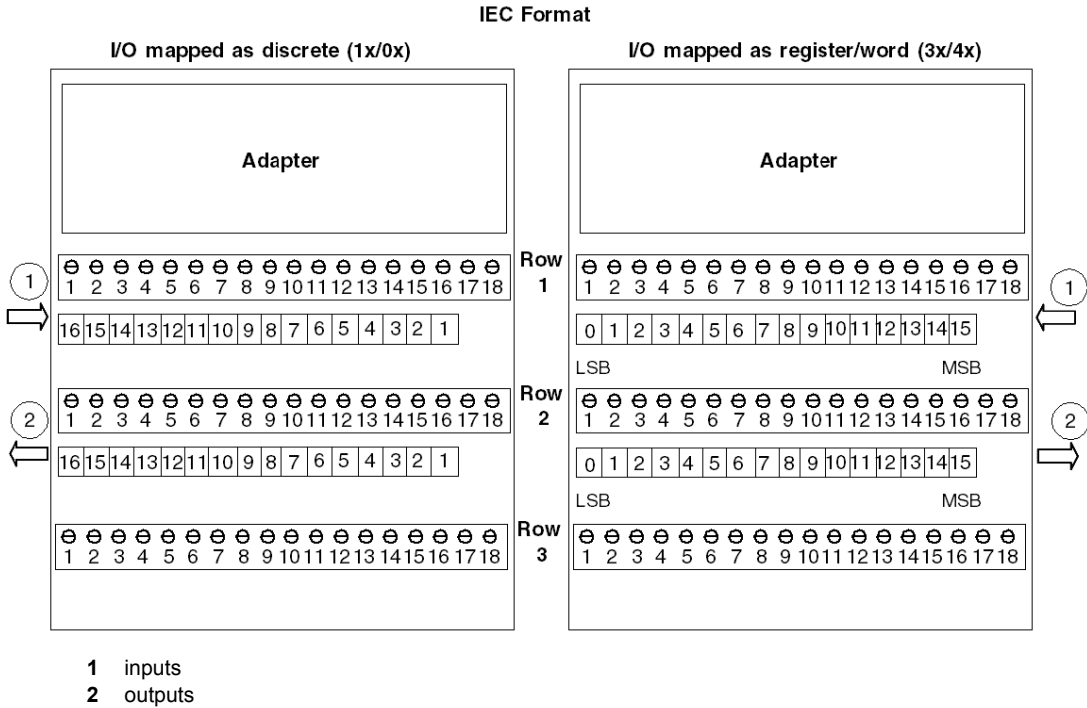 IEC Format
I/O mapped as discrete (1x/0x)
I/O mapped as register/word (3x/4x)
Adapter
Adapter
1
1 2 3 4 5 6 7 8 9 10 11 12 13 14 15 16 17 18
Row 1
1 2 3 4 5 6 7 8 9 10 11 12 13 14 15 16 17 18
1
16 15 14 13 12 11 10 9 8 7 6 5 4 3 2 1
0 1 2 3 4 5 6 7 8 9 10 11 12 13 14 15
LSB MSB
2
1 2 3 4 5 6 7 8 9 10 11 12 13 14 15 16 17 18
Row 2
1 2 3 4 5 6 7 8 9 10 11 12 13 14 15 16 17 18
2
16 15 14 13 12 11 10 9 8 7 6 5 4 3 2 1
0 1 2 3 4 5 6 7 8 9 10 11 12 13 14 15
LSB MSB
1 2 3 4 5 6 7 8 9 10 11 12 13 14 15 16 17 18
Row 3
1 2 3 4 5 6 7 8 9 10 11 12 13 14 15 16 17 18
1 inputs
2 outputs